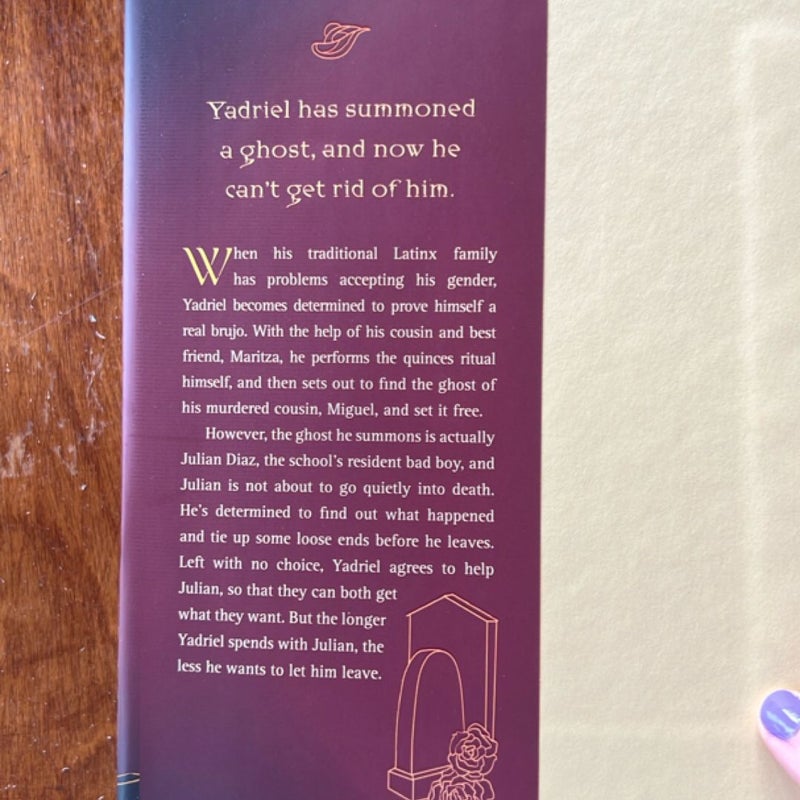 Yadriel has summoned
a ghost, and now he
can't get rid of him.
When his traditional Latinx family
has problems accepting his gender,
Yadriel becomes determined to prove himself a
real brujo. With the help of his cousin and best
friend, Maritza, he performs the quinces ritual
himself, and then sets out to find the ghost of
his murdered cousin, Miguel, and set it free.
However, the ghost he summons is actually
Julian Diaz, the school's resident bad boy, and
Julian is not about to go quietly into death.
He's determined to find out what happened
and tie up some loose ends before he leaves.
Left with no choice, Yadriel agrees to help
Julian, so that they can both get
what they want. But the longer
Yadriel spends with Julian, the
less he wants to let him leave.